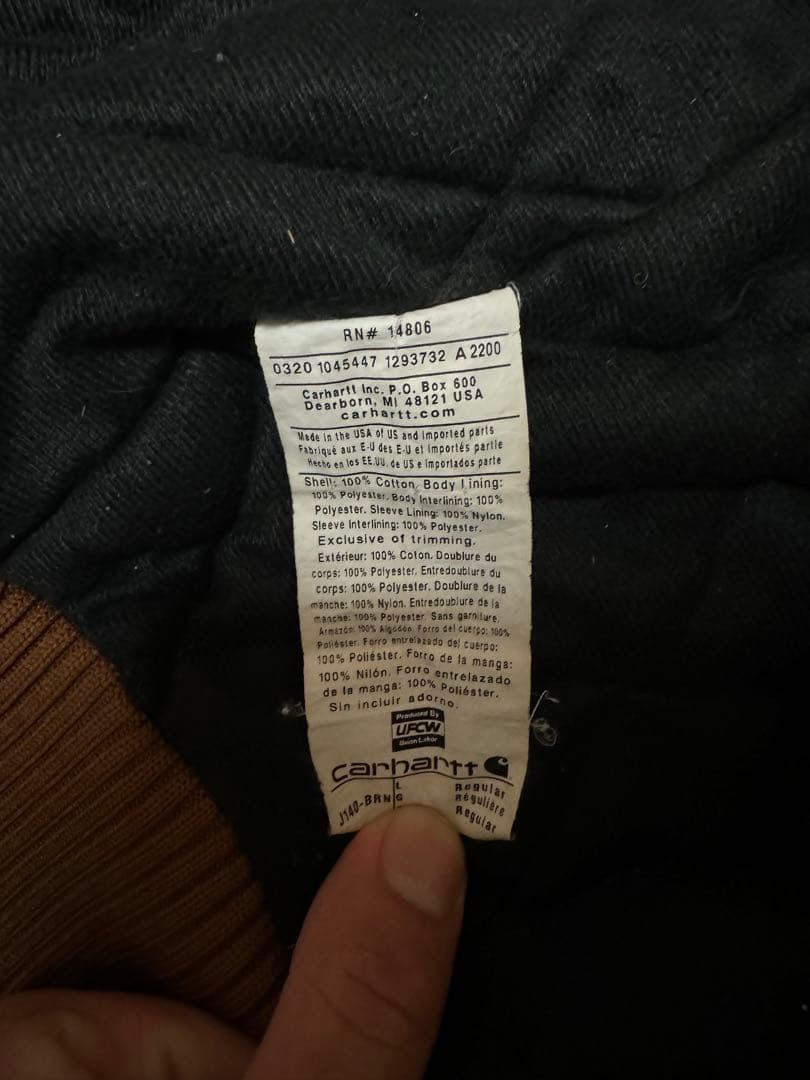 RN# 14806
0320 1045447 1293732 A 2200
Carhartt Inc. P.O. Box 600
Dearborn, MI 48121 USA
carhartt.com
Made in the USA of US and imported parts
Fabriqué aux E-U des E-U et importés partie
Hecho en los EE.UU. de US e importados parte
Shell: 100% Cotton. Body Lining:
100% Polyester. Body Interlining: 100%
Polyester. Sleeve Lining: 100% Nylon.
Sleeve Interlining: 100% Polyester.
Exclusive of trimming.
Extérieur: 100% Coton. Doublure du
corps: 100% Polyester. Entredoublure du
corps: 100% Polyester. Doublure de la
manche: 100% Nylon. Entredoublure de la
manche: 100% Polyester. Sans garniture.
Armazón: 100% Algodón. Forro del cuerpo: 100%
Poliéster. Forro entrelazado del cuerpo:
100% Poliéster. Forro de la manga:
100% Nilón. Forro entrelazado
de la manga: 100% Poliéster.
Sin incluir adorno.
Produced By
UFCW
Union Labor
carhartt
J140-BRN L Regular
G Régulière
Regular